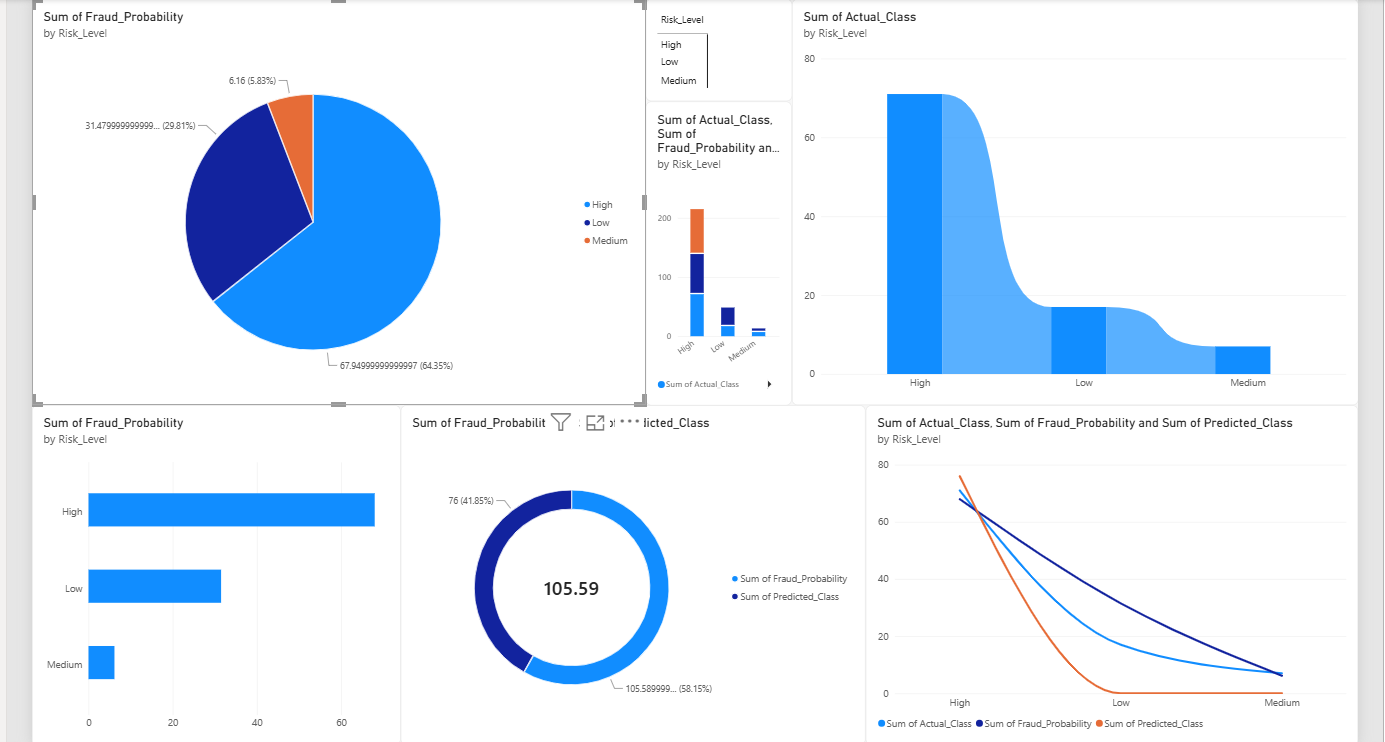 Sum of Fraud_Probability
by Risk_Level
6.16 (5.83%)
31.479999999999... (29.81%)
67.94999999999997 (64.35%)
High
Low
Medium
Risk_Level
High
Low
Medium
Sum of Actual_Class,
Sum of
Fraud_Probability an...
by Risk_Level
200
100
0
High
Low
Medium
Sum of Actual_Class
Sum of Actual_Class
by Risk_Level
80
60
40
20
0
High
Low
Medium
Sum of Fraud_Probability
by Risk_Level
High
Low
Medium
0
20
40
60
Sum of Fraud_Probabilit
dicted_Class
76 (41.85%)
105.59
105.589999... (58.15%)
Sum of Fraud_Probability
Sum of Predicted_Class
Sum of Actual_Class, Sum of Fraud_Probability and Sum of Predicted_Class
by Risk_Level
80
60
40
20
0
High
Low
Medium
Sum of Actual_Class
Sum of Fraud_Probability
Sum of Predicted_Class